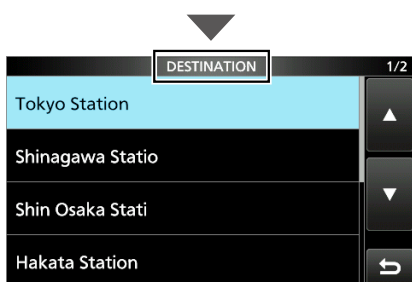 DESTINATION 1/2
Tokyo Station
Shinagawa Statio
Shin Osaka Stati
Hakata Station